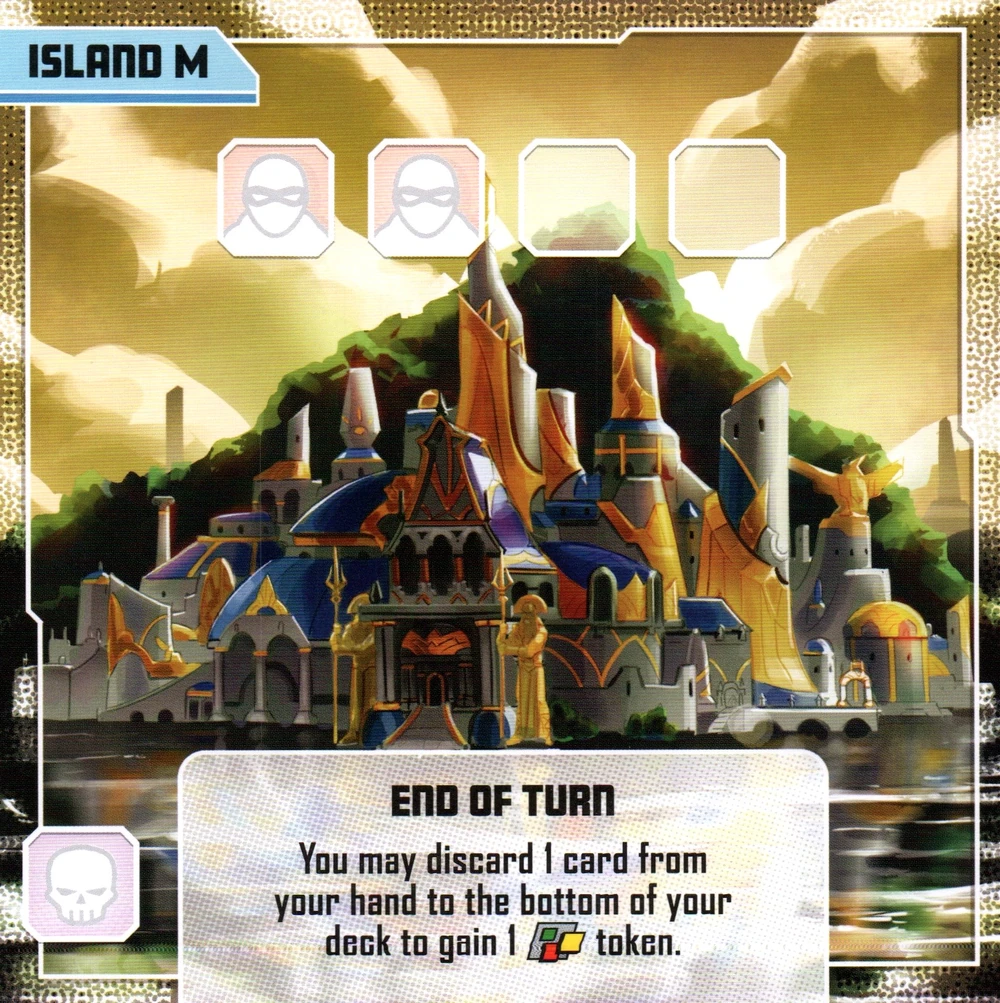 ISLAND M
END OF TURN
You may discard 1 card from
your hand to the bottom of your
deck to gain 1 token.